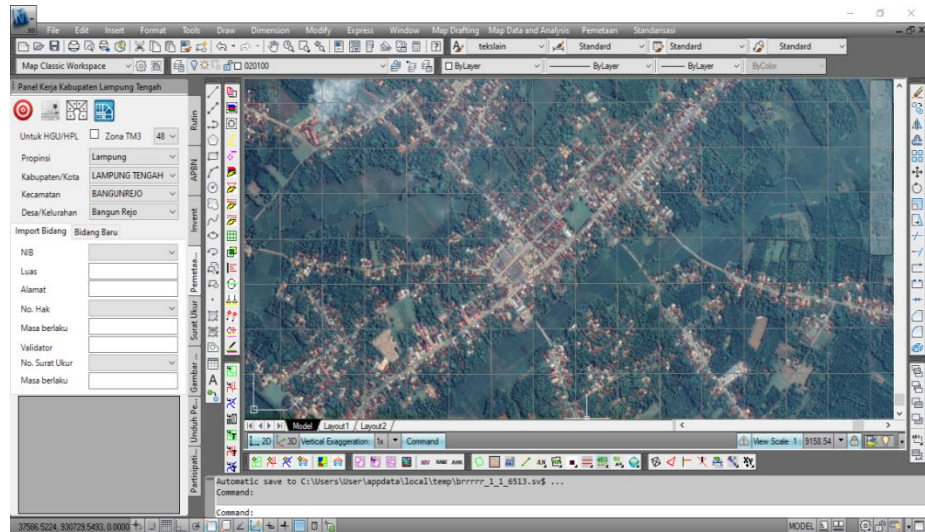 File Edit Insert Format Tools Draw Dimension Modify Express Window Map Drafting Map Data and Analysis Pemetaan Standarisasin
tekslain Standard Standard Standard
Map Classic Workspace 020100 ByLayer ByLayer ByLayer ByColor
Panel Kerja Kabupaten Lampung Tengah
Untuk HGU/HPL Zona TM3 48
Propinsi Lampung
Kabupaten/Kota LAMPUNG TENGAH
Kecamatan BANGUNREJO
Desa/Kelurahan Bangun Rejo
Import Bidang Bidang Baru
NIB
Luas
Alamat
No. Hak
Masa berlaku
Validator
No. Surat Ukur
Masa berlaku
Rutin
APBN
Invent
Pemetaa...
Surat Ukur
Gambar ...
Unduh Pe...
Partisipati...
Model Layout1 Layout2
2D 3D Vertical Exaggeration: 1x Command View Scale 1: 9158.54
Automatic save to C:\Users\User\appdata\local\temp\brrrrr_1_1_6513.sv$ ...
Command:
Command:
37586.5224, 930729.5493, 0.0000 MODEL